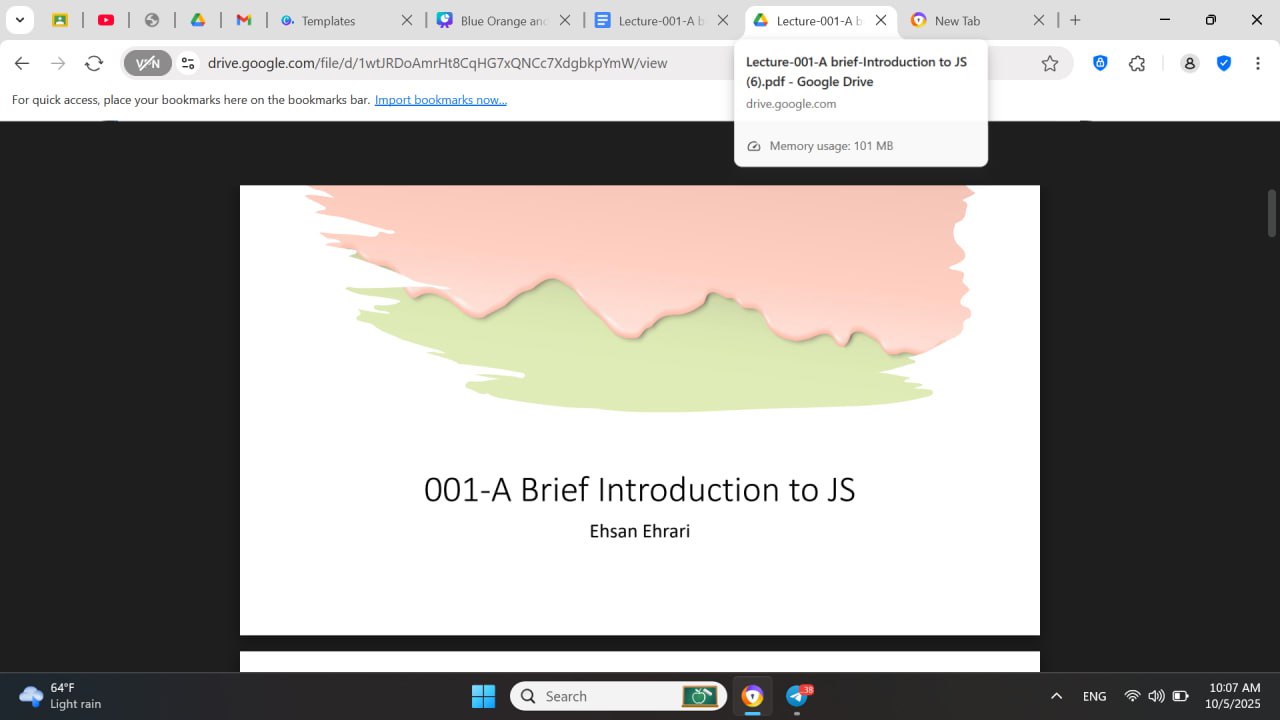 Templates
Blue Orange and
Lecture-001-A b
Lecture-001-A b
New Tab
VPN
drive.google.com/file/d/1wtJRDoAmrHt8CqHG7xQNCc7XdgbkpYmW/view
For quick access, place your bookmarks here on the bookmarks bar. Import bookmarks now...
Lecture-001-A brief-Introduction to JS
(6).pdf - Google Drive
drive.google.com
Memory usage: 101 MB
001-A Brief Introduction to JS
Ehsan Ehrari
64°F
Light rain
Search
38
ENG
10:07 AM
10/5/2025